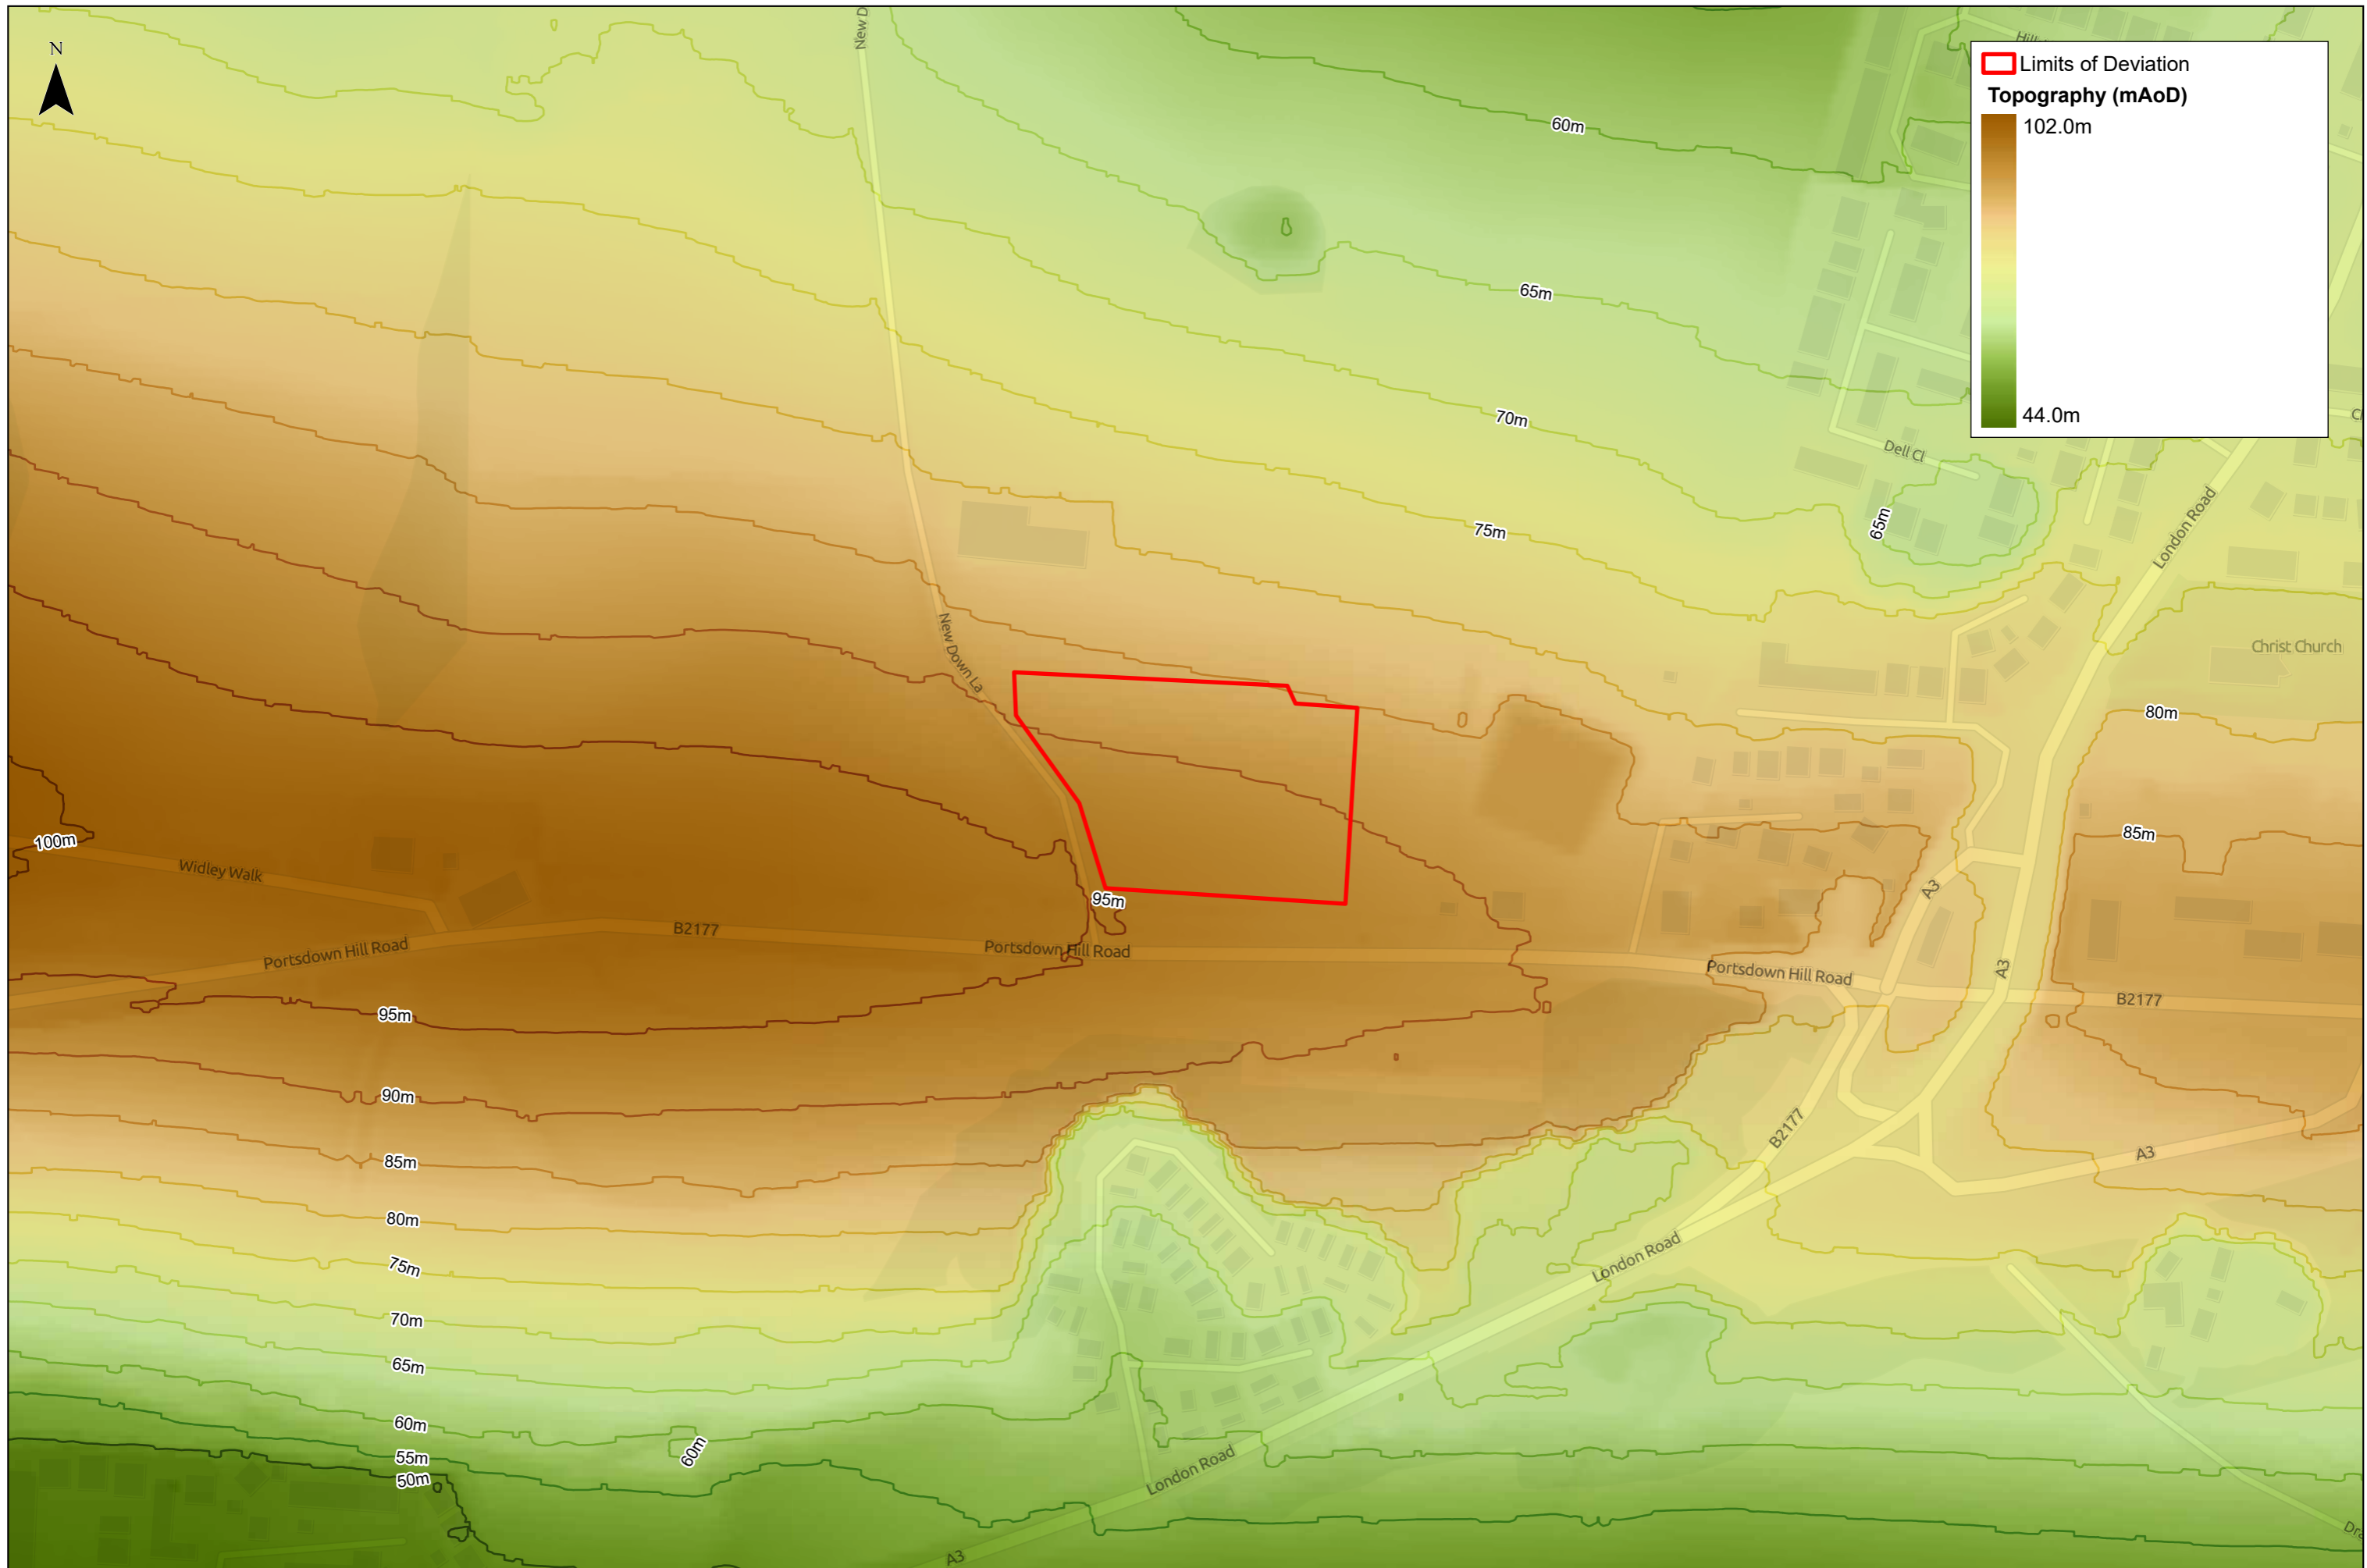 New D
N
Limits of Deviation
Topography (mAoD)
102.0m
44.0m
60m
65m
70m
75m
Dell Cl
65m
London Road
New Down La
Christ Church
80m
85m
100m
Widley Walk
95m
A3
B2177
Portsdown Hill Road
Portsdown Hill Road
Portsdown Hill Road
A3
B2177
95m
90m
B2177
A3
85m
80m
75m
London Road
70m
65m
60m
60m
55m
50m
London Road
A3